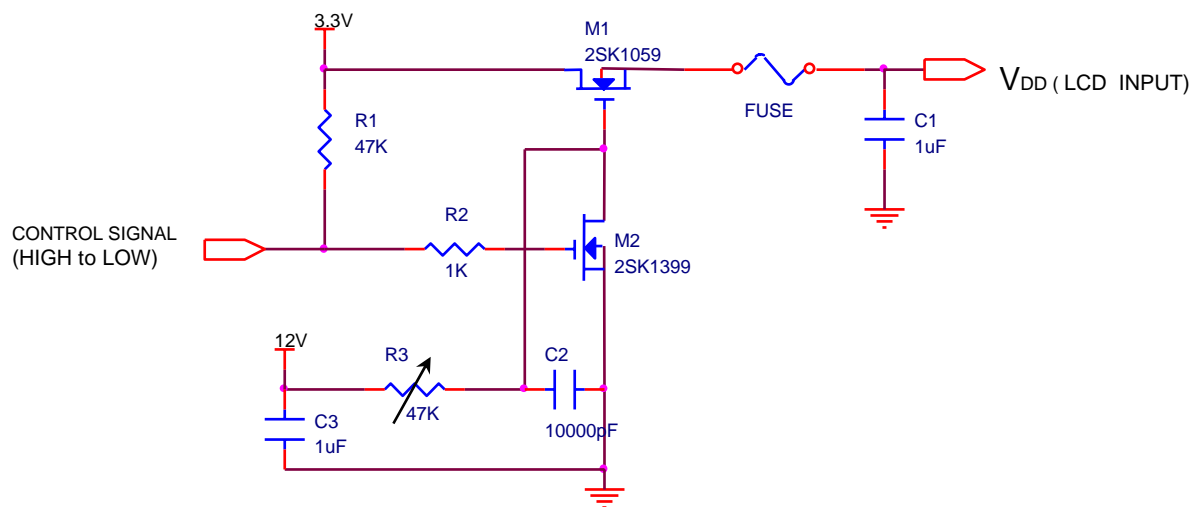 3.3V
M1
2SK1059
FUSE
VDD ( LCD INPUT)
R1
47K
C1
1uF
CONTROL SIGNAL
(HIGH to LOW)
R2
1K
M2
2SK1399
12V
R3
47K
C2
10000pF
C3
1uF